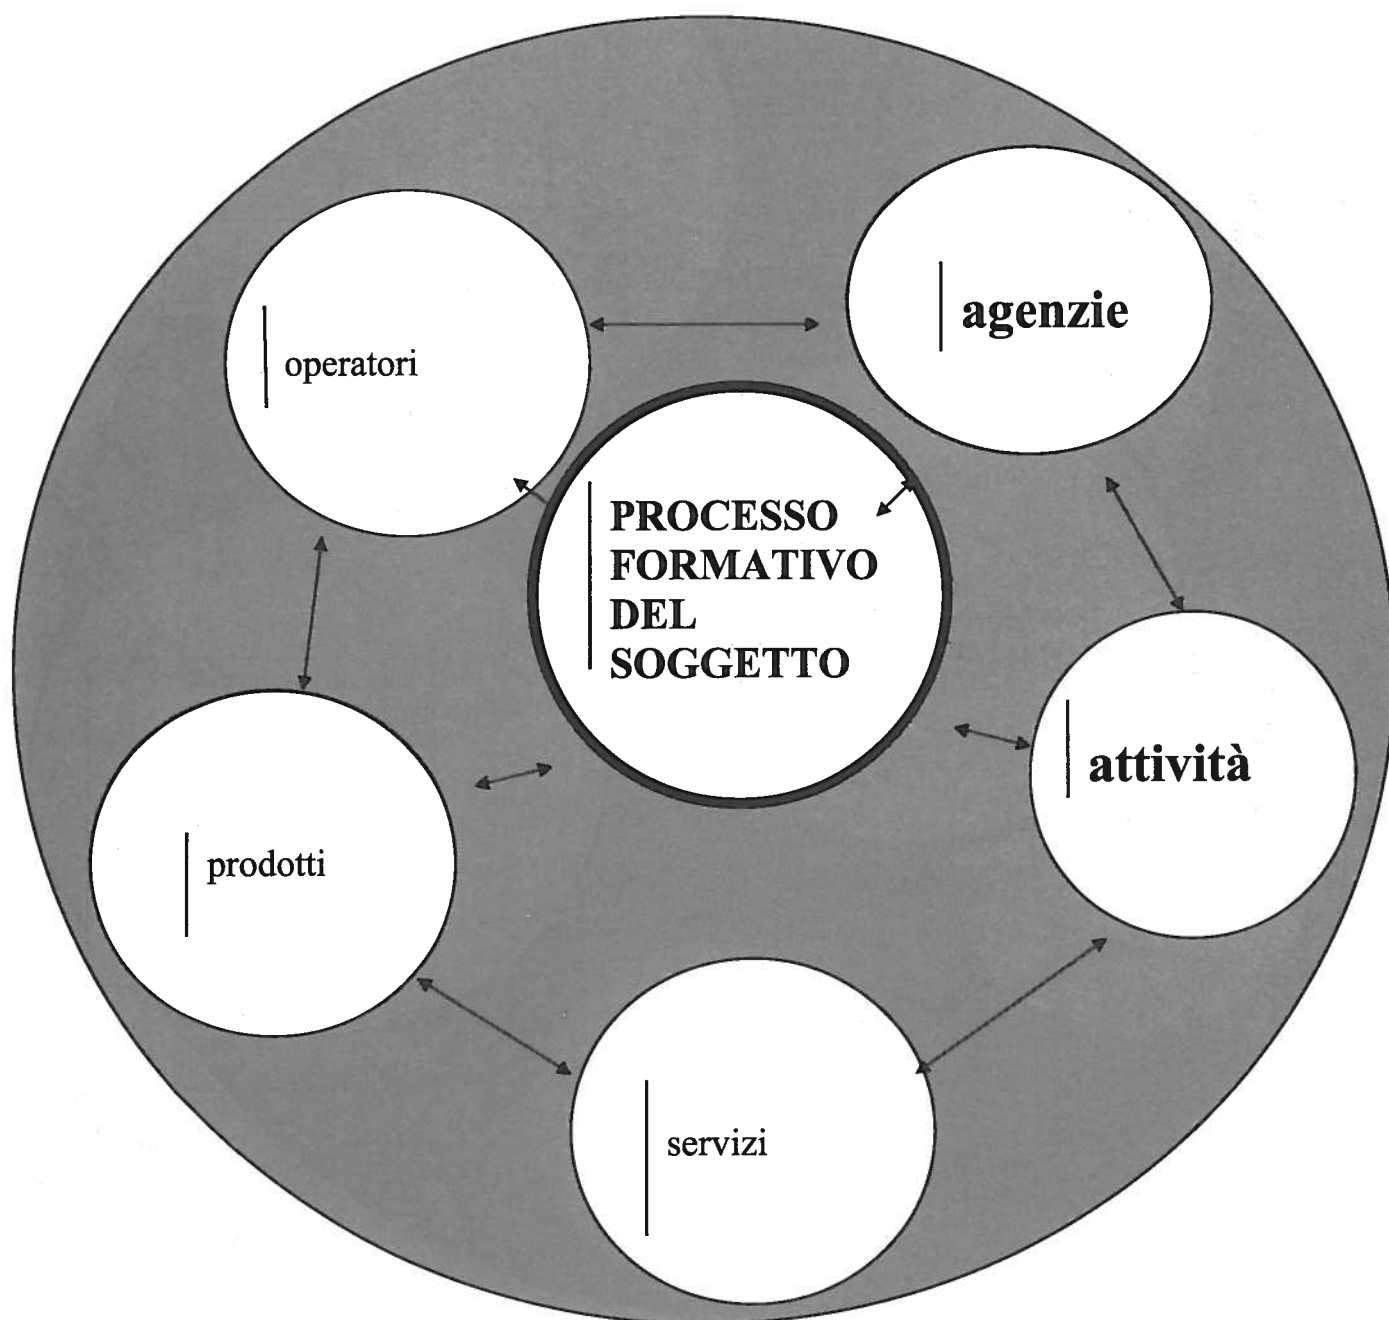 agenzie
operatori
PROCESSO
FORMATIVO
DEL
SOGGETTO
attività
prodotti
servizi